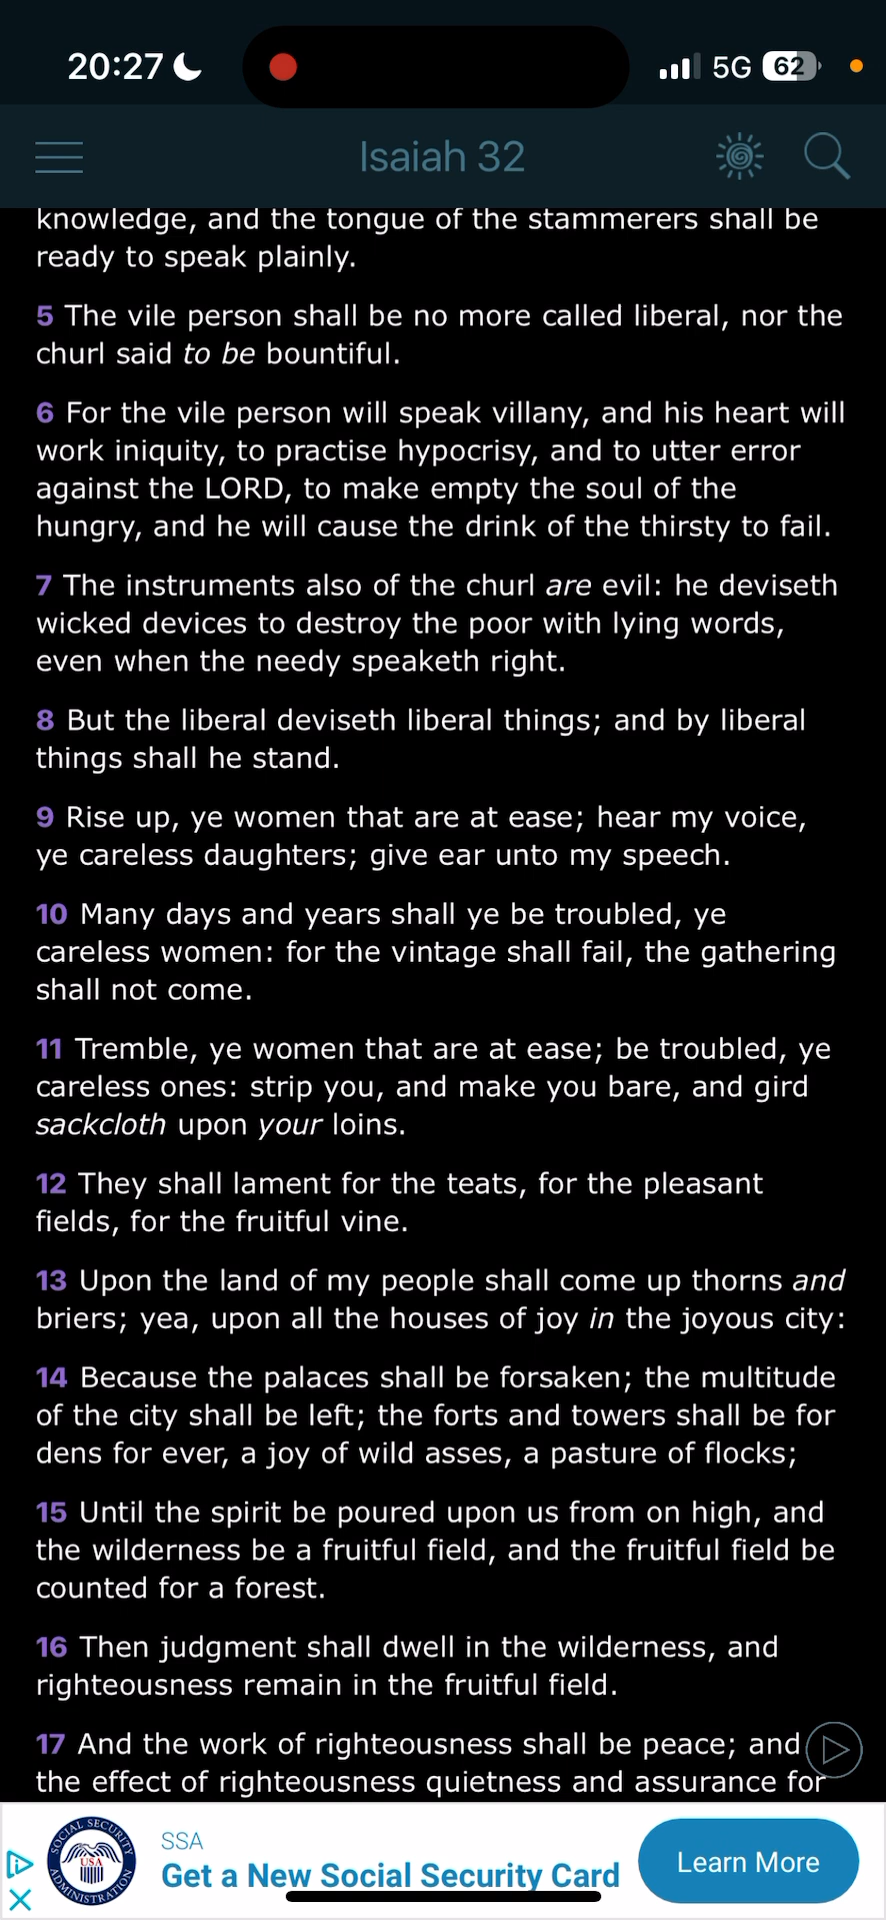 20:27
5G
62
Isaiah 32
knowledge, and the tongue of the stammerers shall be
ready to speak plainly.
5 The vile person shall be no more called liberal, nor the
churl said to be bountiful.
6 For the vile person will speak villany, and his heart will
work iniquity, to practise hypocrisy, and to utter error
against the LORD, to make empty the soul of the
hungry, and he will cause the drink of the thirsty to fail.
7 The instruments also of the churl are evil: he deviseth
wicked devices to destroy the poor with lying words,
even when the needy speaketh right.
8 But the liberal deviseth liberal things; and by liberal
things shall he stand.
9 Rise up, ye women that are at ease; hear my voice,
ye careless daughters; give ear unto my speech.
10 Many days and years shall ye be troubled, ye
careless women: for the vintage shall fail, the gathering
shall not come.
11 Tremble, ye women that are at ease; be troubled, ye
careless ones: strip you, and make you bare, and gird
sackcloth upon your loins.
12 They shall lament for the teats, for the pleasant
fields, for the fruitful vine.
13 Upon the land of my people shall come up thorns and
briers; yea, upon all the houses of joy in the joyous city:
14 Because the palaces shall be forsaken; the multitude
of the city shall be left; the forts and towers shall be for
dens for ever, a joy of wild asses, a pasture of flocks;
15 Until the spirit be poured upon us from on high, and
the wilderness be a fruitful field, and the fruitful field be
counted for a forest.
16 Then judgment shall dwell in the wilderness, and
righteousness remain in the fruitful field.
17 And the work of righteousness shall be peace; and
the effect of righteousness quietness and assurance for
SOCIAL SECURITY
USA
ADMINISTRATION
SSA
Get a New Social Security Card
Learn More